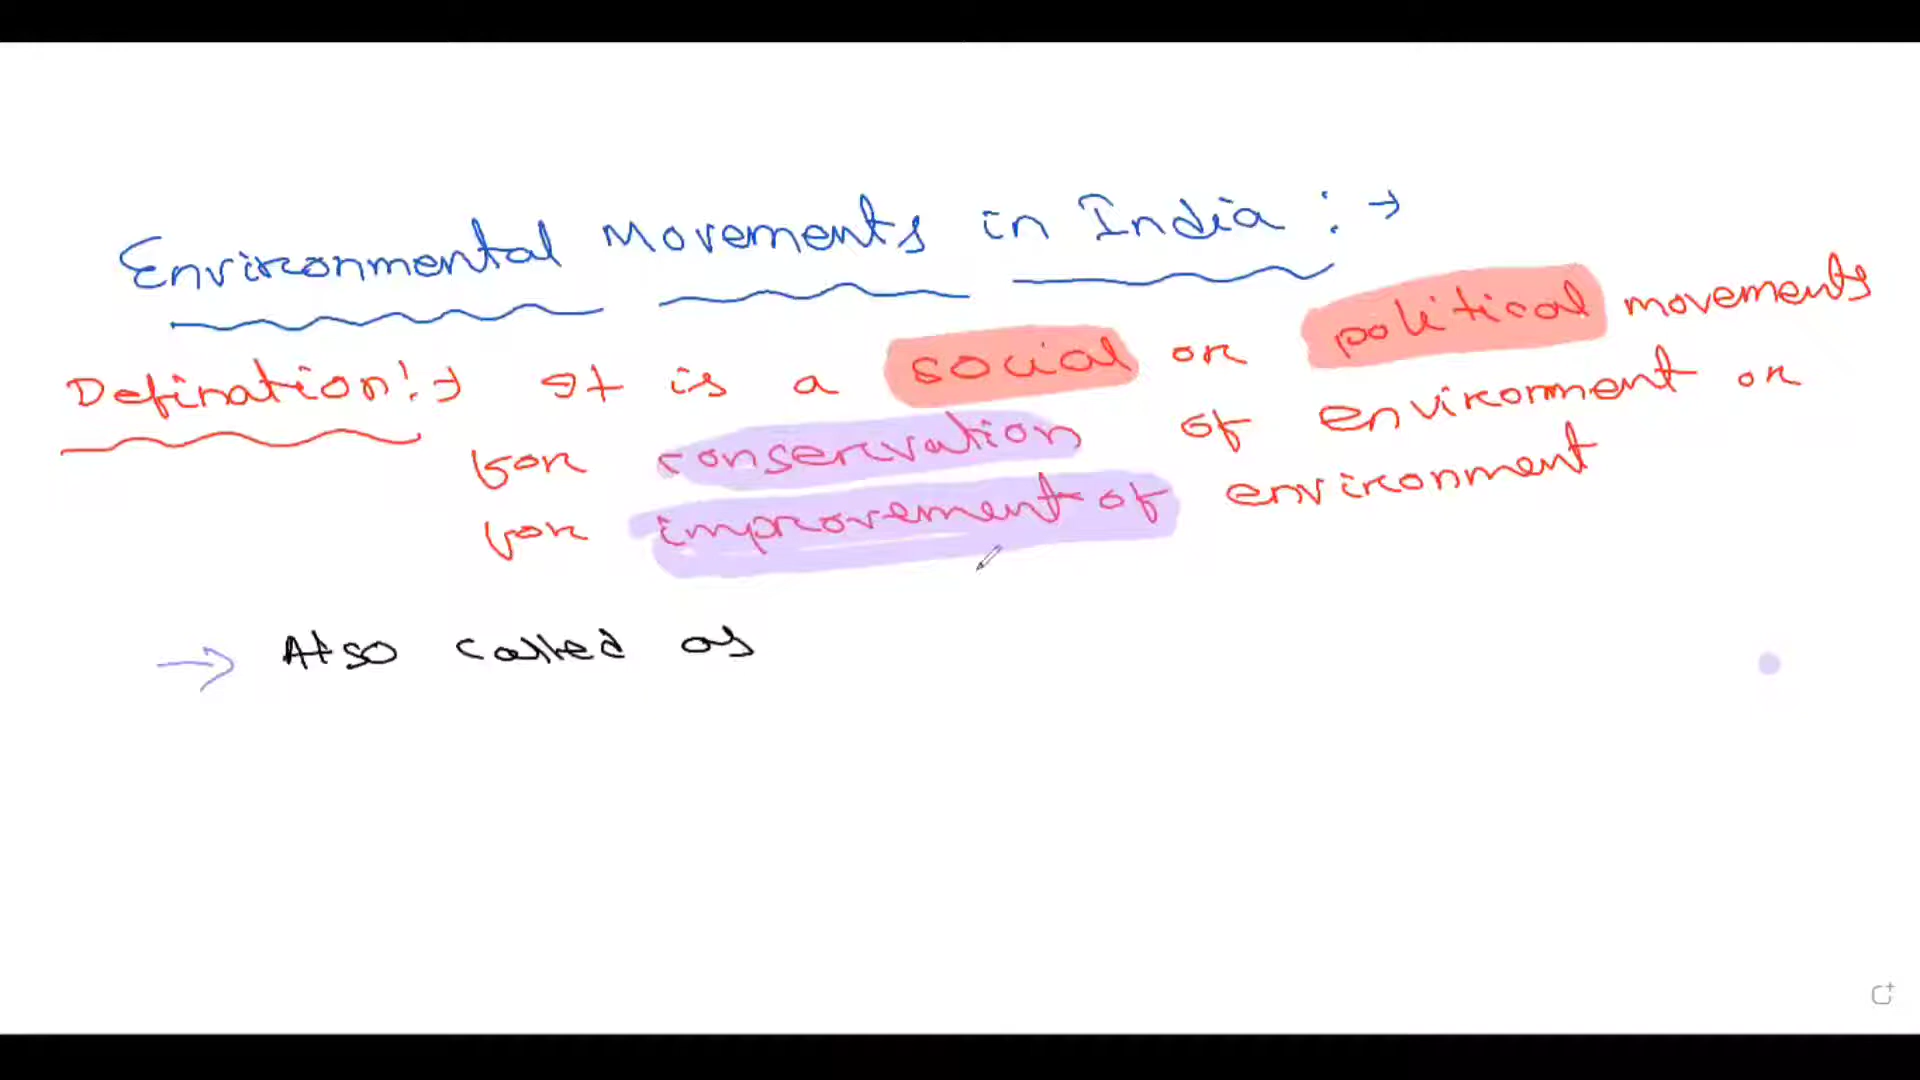 Environmental Movements in India :→
Defination:→ It is a social or political movements
for conservation of environment or
for improvement of environment
→ Also called as